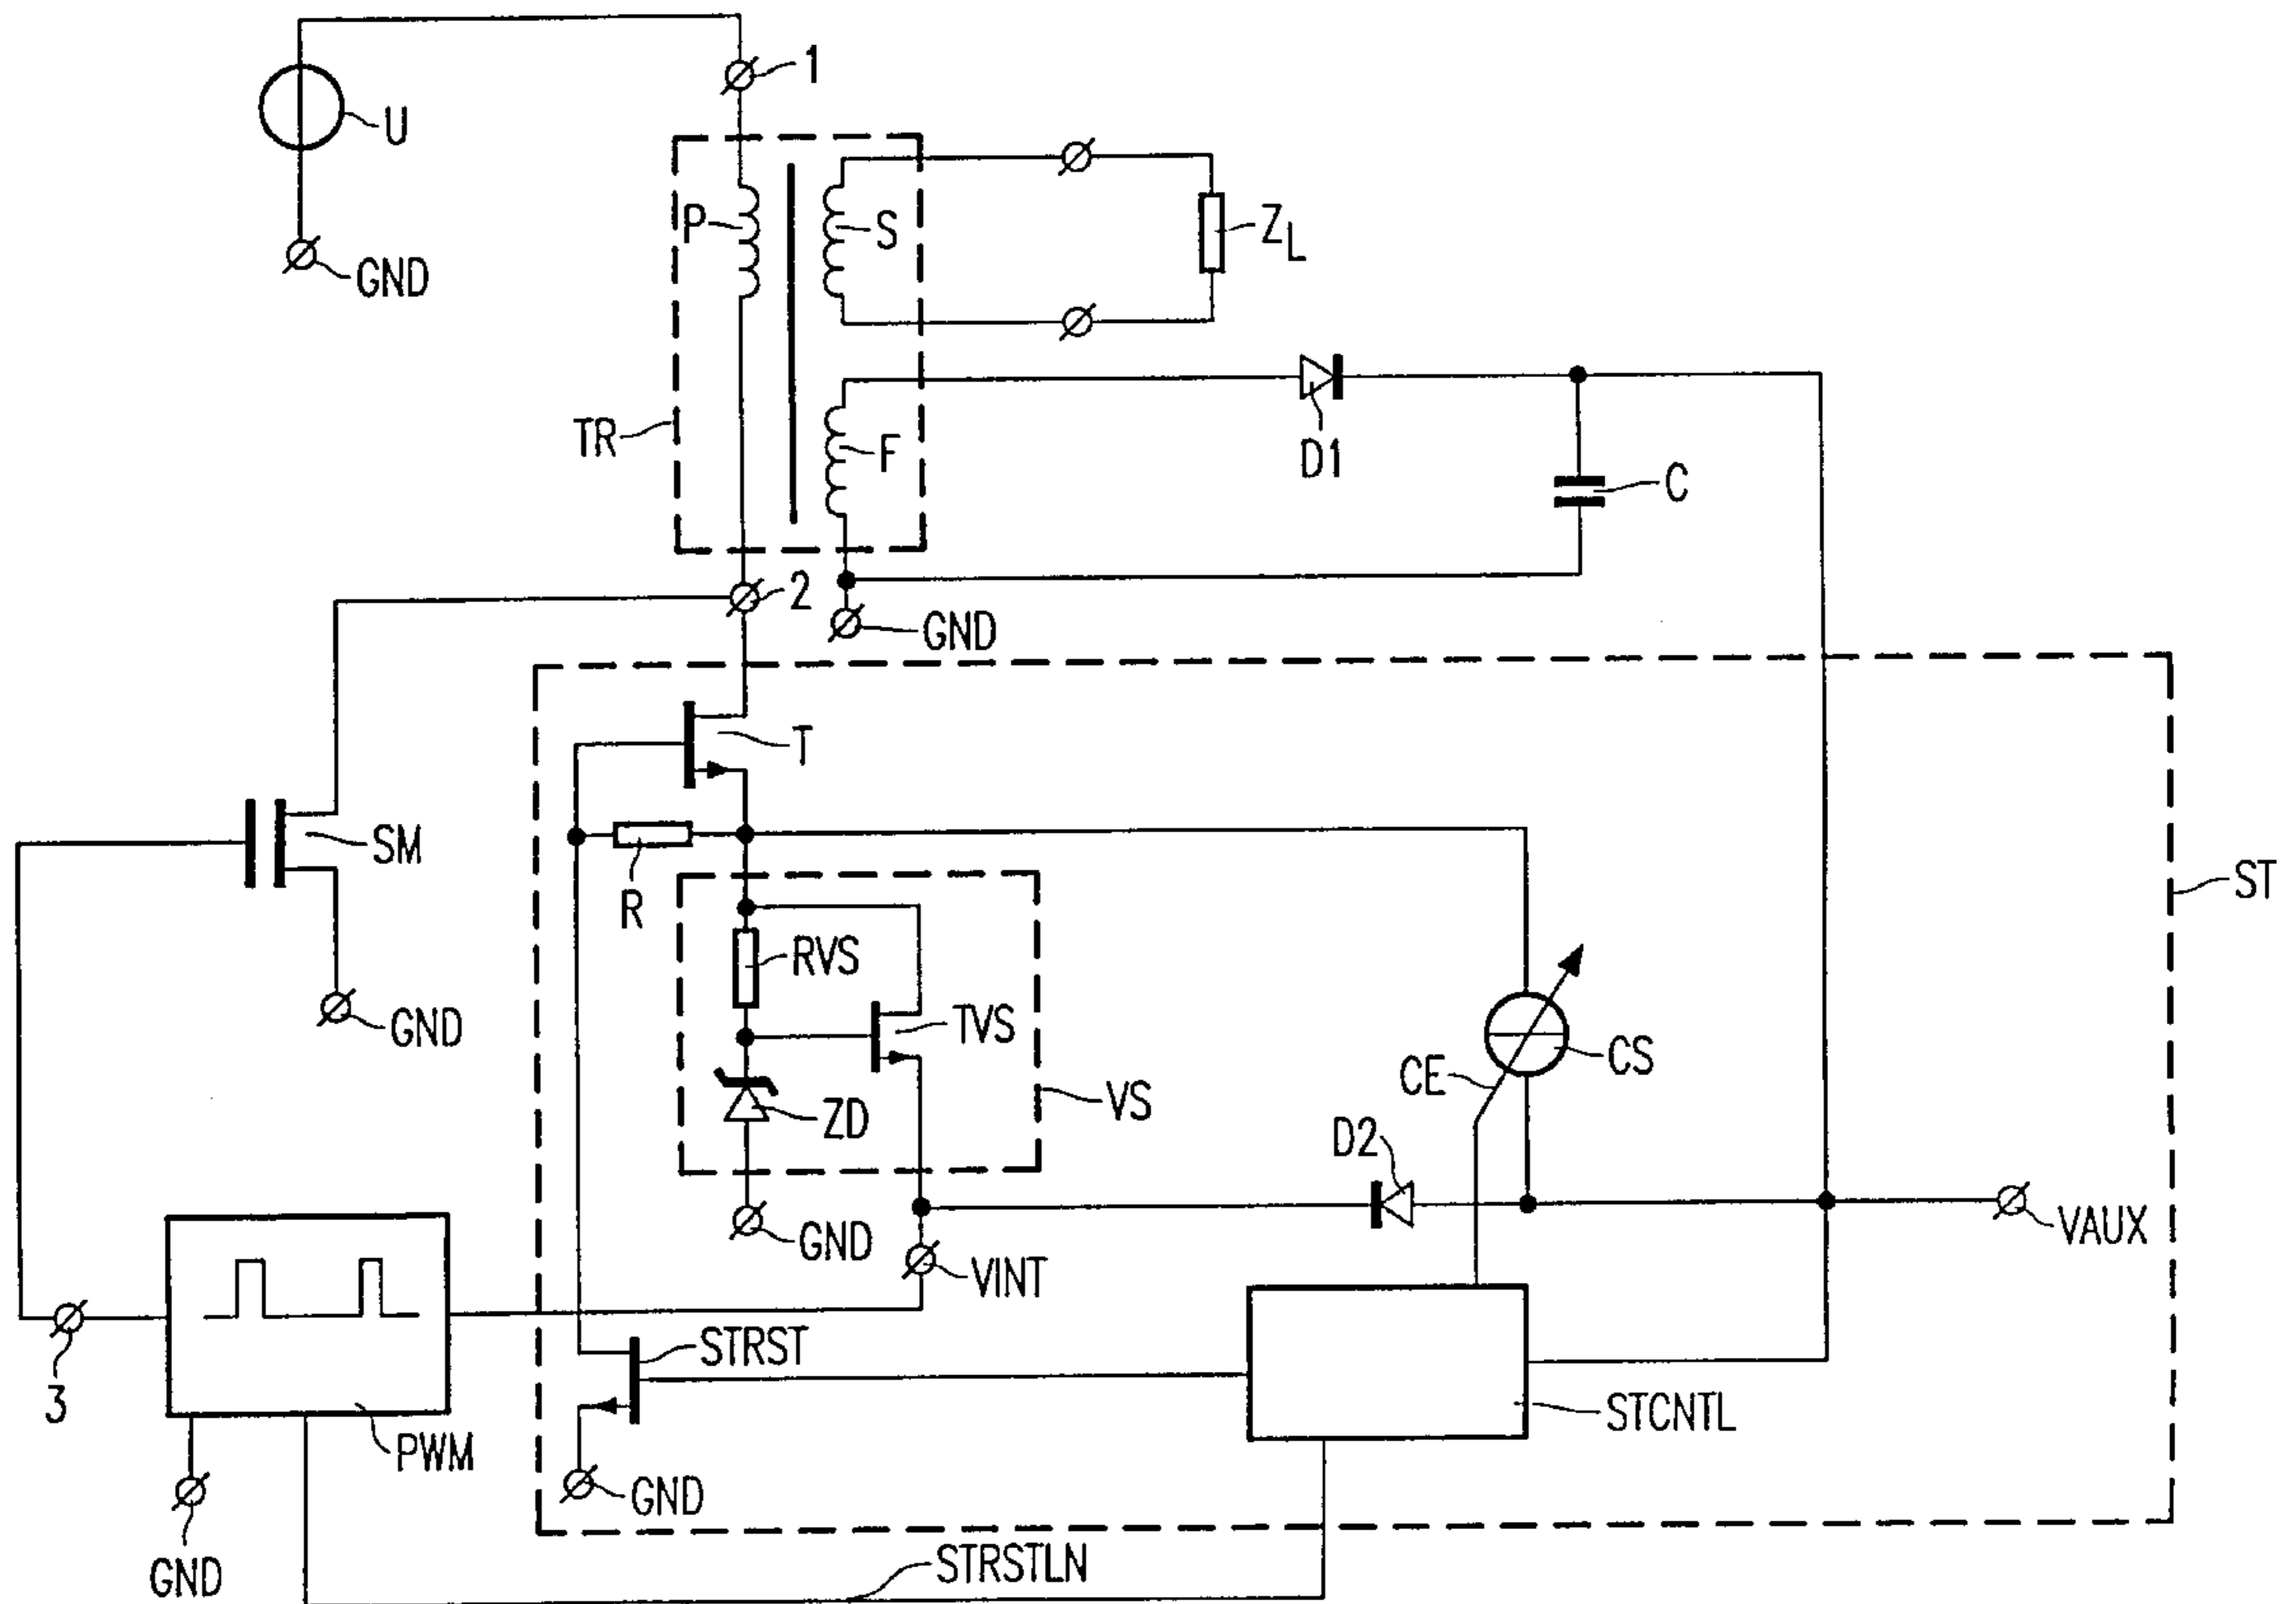 1
U
P
S
Z_L
GND
TR
F
D1
C
2
GND
T
SM
R
ST
RVS
TVS
GND
CE
CS
ZD
VS
D2
GND
VAUX
VINT
STRST
3
STCNTL
PWM
GND
GND
STRSTLN